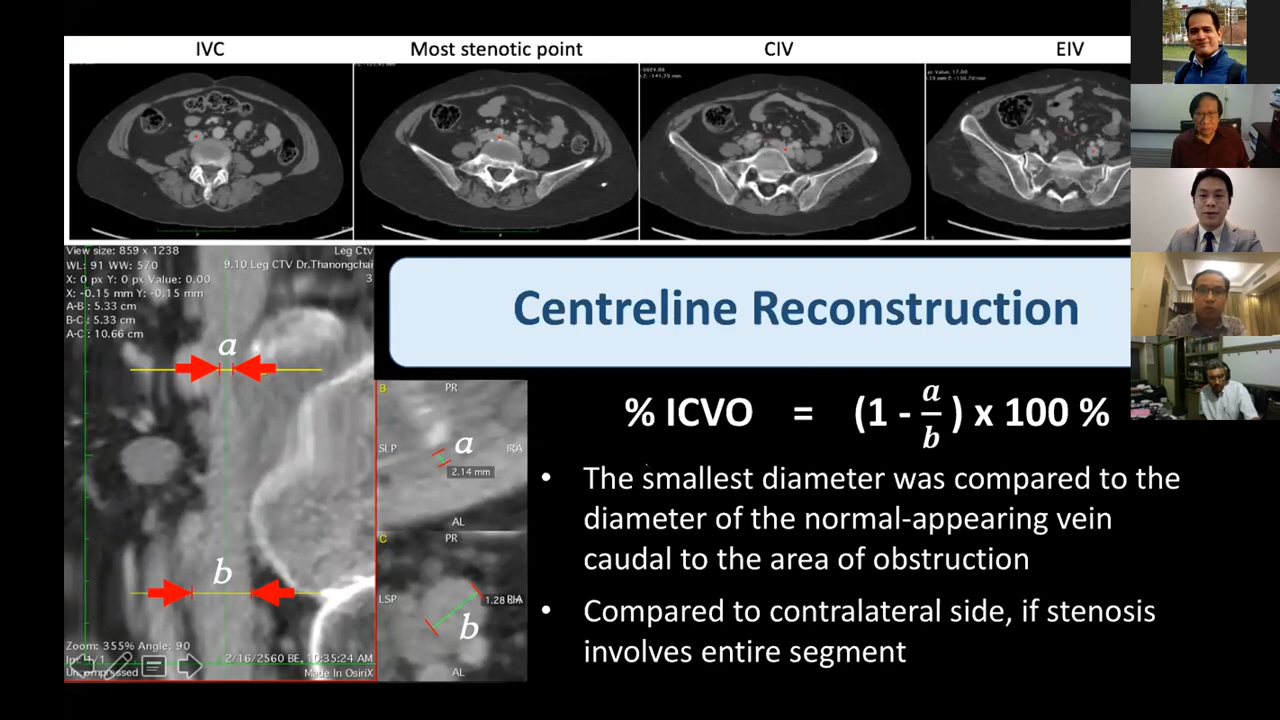 IVC
Most stenotic point
CIV
EIV
View size: 859 x 1238
Leg Ctv
WL: 91 WW: 570
9.10 Leg CTV Dr.Thanongchai
X: 0 px Y: 0 px Value: 0.00
3
X: -0.15 mm Y: -0.15 mm
A-B: 5.33 cm
B-C: 5.33 cm
A-C: 10.66 cm
a
b
Zoom: 355% Angle: 90
2/16/2560 BE, 10:35:24 AM
Made In OsiriX
B
PR
SLP
a
IRA
2.14 mm
AL
C
PR
LSP
b
AL
Centreline Reconstruction
% ICVO = (1 - a/b) x 100 %
• The smallest diameter was compared to the
diameter of the normal-appearing vein
caudal to the area of obstruction
• Compared to contralateral side, if stenosis
involves entire segment